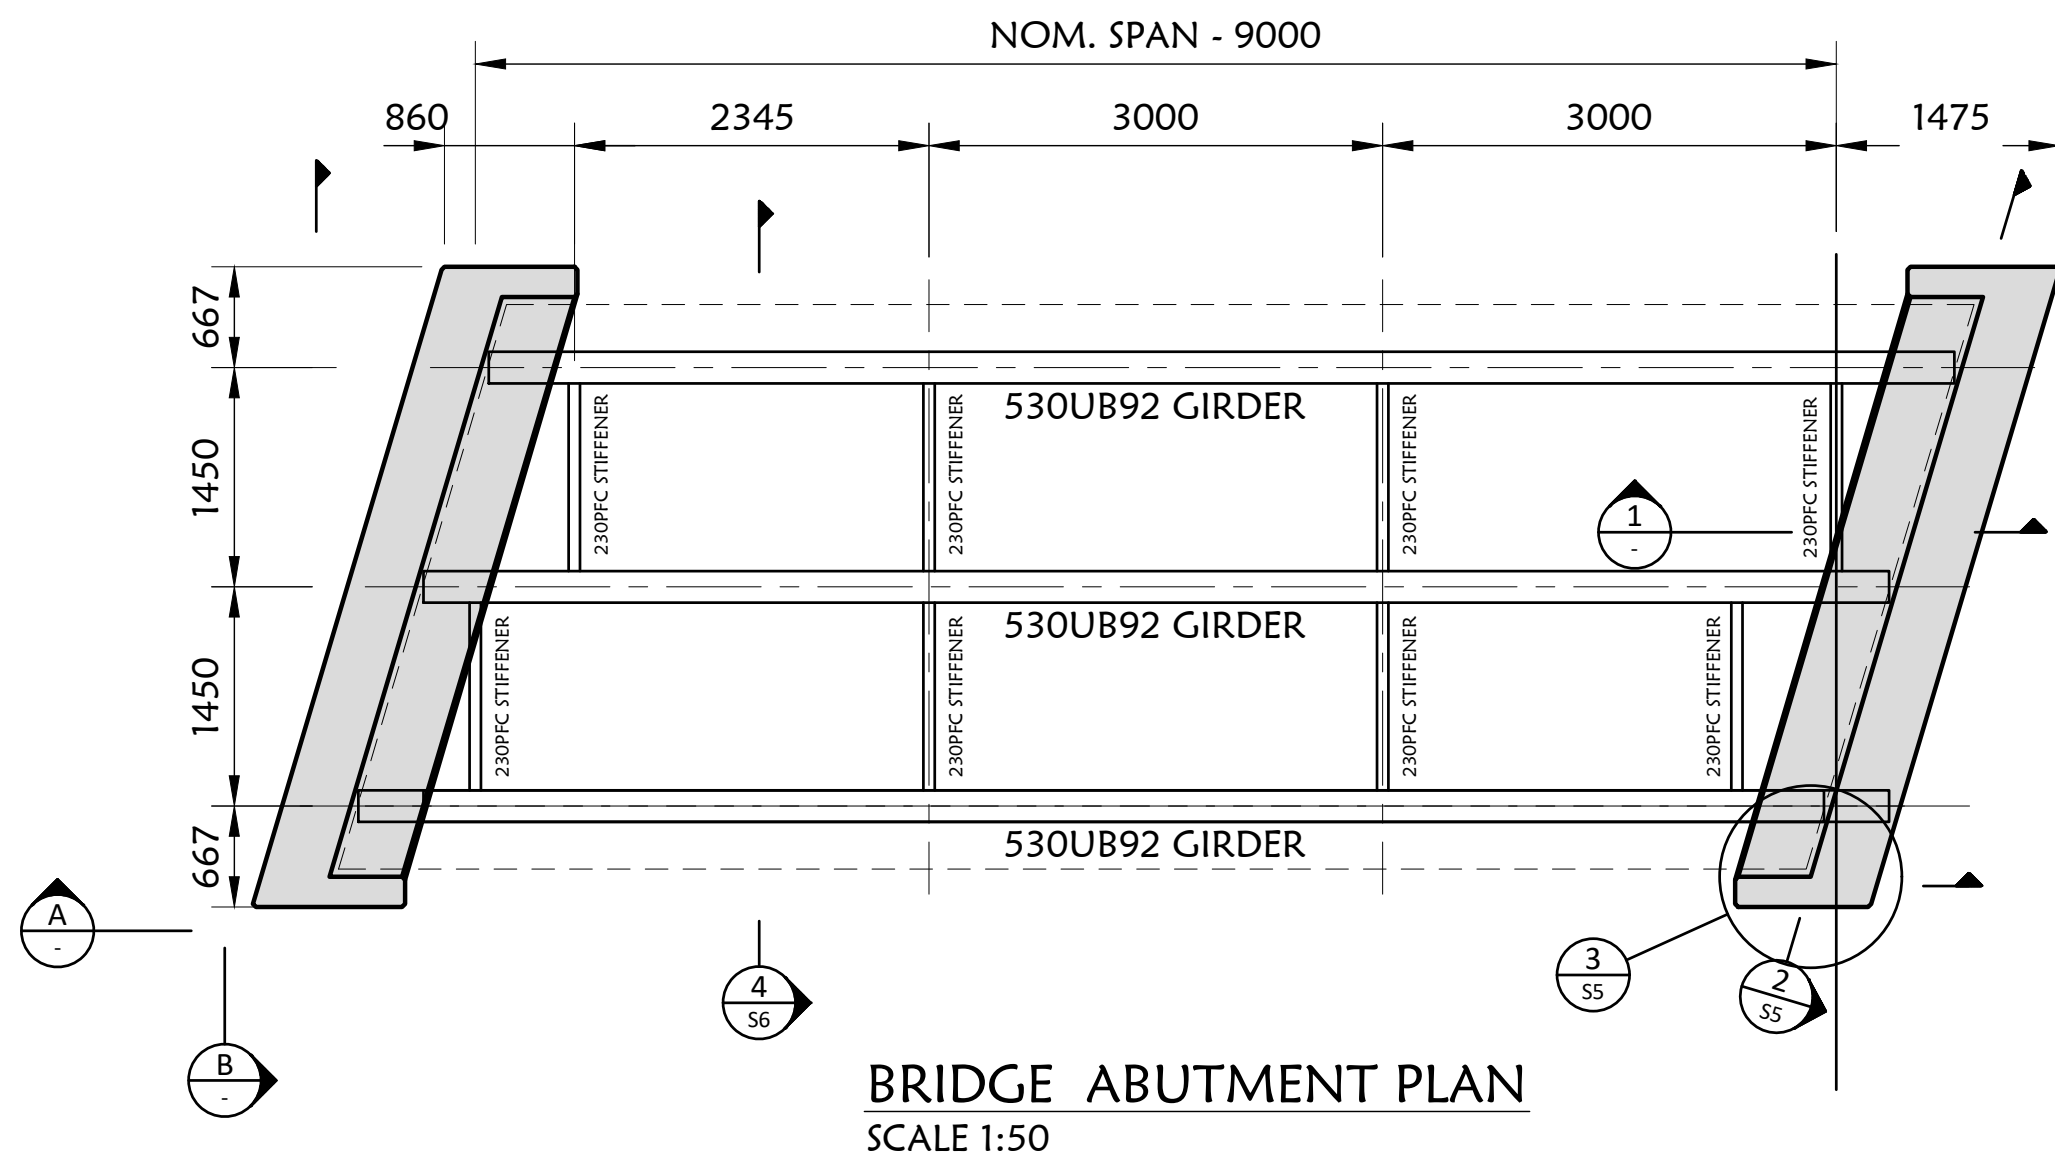 NOM. SPAN - 9000
860
2345
3000
3000
1475
667
1450
1450
667
530UB92 GIRDER
230PFC STIFFENER
230PFC STIFFENER
230PFC STIFFENER
230PFC STIFFENER
1
-
530UB92 GIRDER
230PFC STIFFENER
230PFC STIFFENER
230PFC STIFFENER
230PFC STIFFENER
530UB92 GIRDER
A
-
B
-
4
S6
3
S5
2
S5
BRIDGE ABUTMENT PLAN
SCALE 1:50